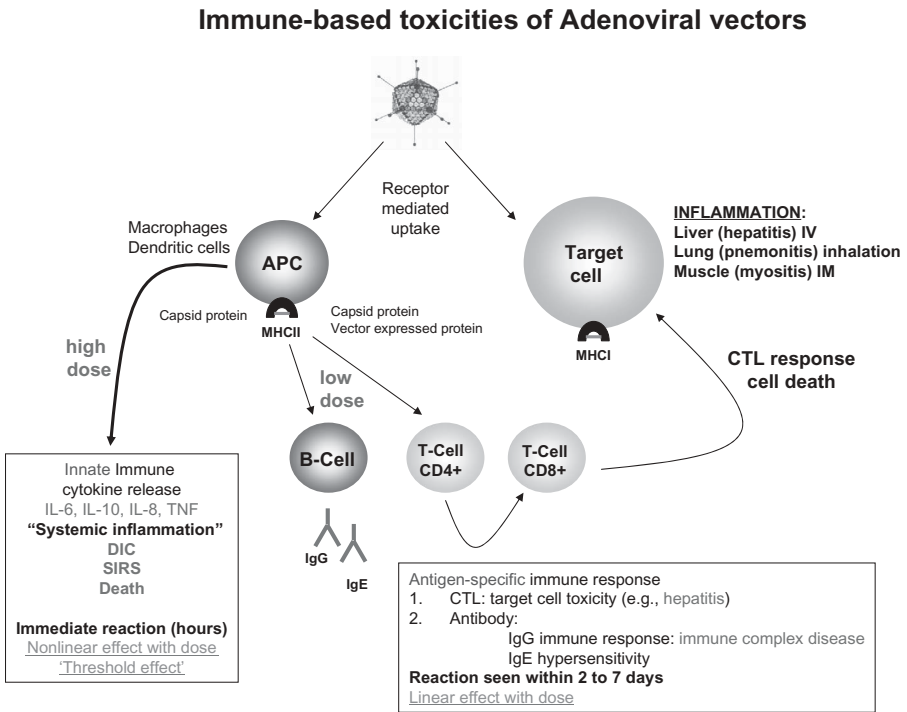 Immune-based toxicities of Adenoviral vectors
Receptor
mediated
uptake
Macrophages
Dendritic cells
APC
Target
cell
INFLAMMATION:
Liver (hepatitis) IV
Lung (pnemonitis) inhalation
Muscle (myositis) IM
Capsid protein
MHCII
Capsid protein
Vector expressed protein
MHCI
high
dose
low
dose
CTL response
cell death
B-Cell
T-Cell
CD4+
T-Cell
CD8+
IgG
IgE
Innate Immune
cytokine release
IL-6, IL-10, IL-8, TNF
“Systemic inflammation”
DIC
SIRS
Death
Immediate reaction (hours)
Nonlinear effect with dose
‘Threshold effect’
Antigen-specific immune response
1. CTL: target cell toxicity (e.g., hepatitis)
2. Antibody:
IgG immune response: immune complex disease
IgE hypersensitivity
Reaction seen within 2 to 7 days
Linear effect with dose